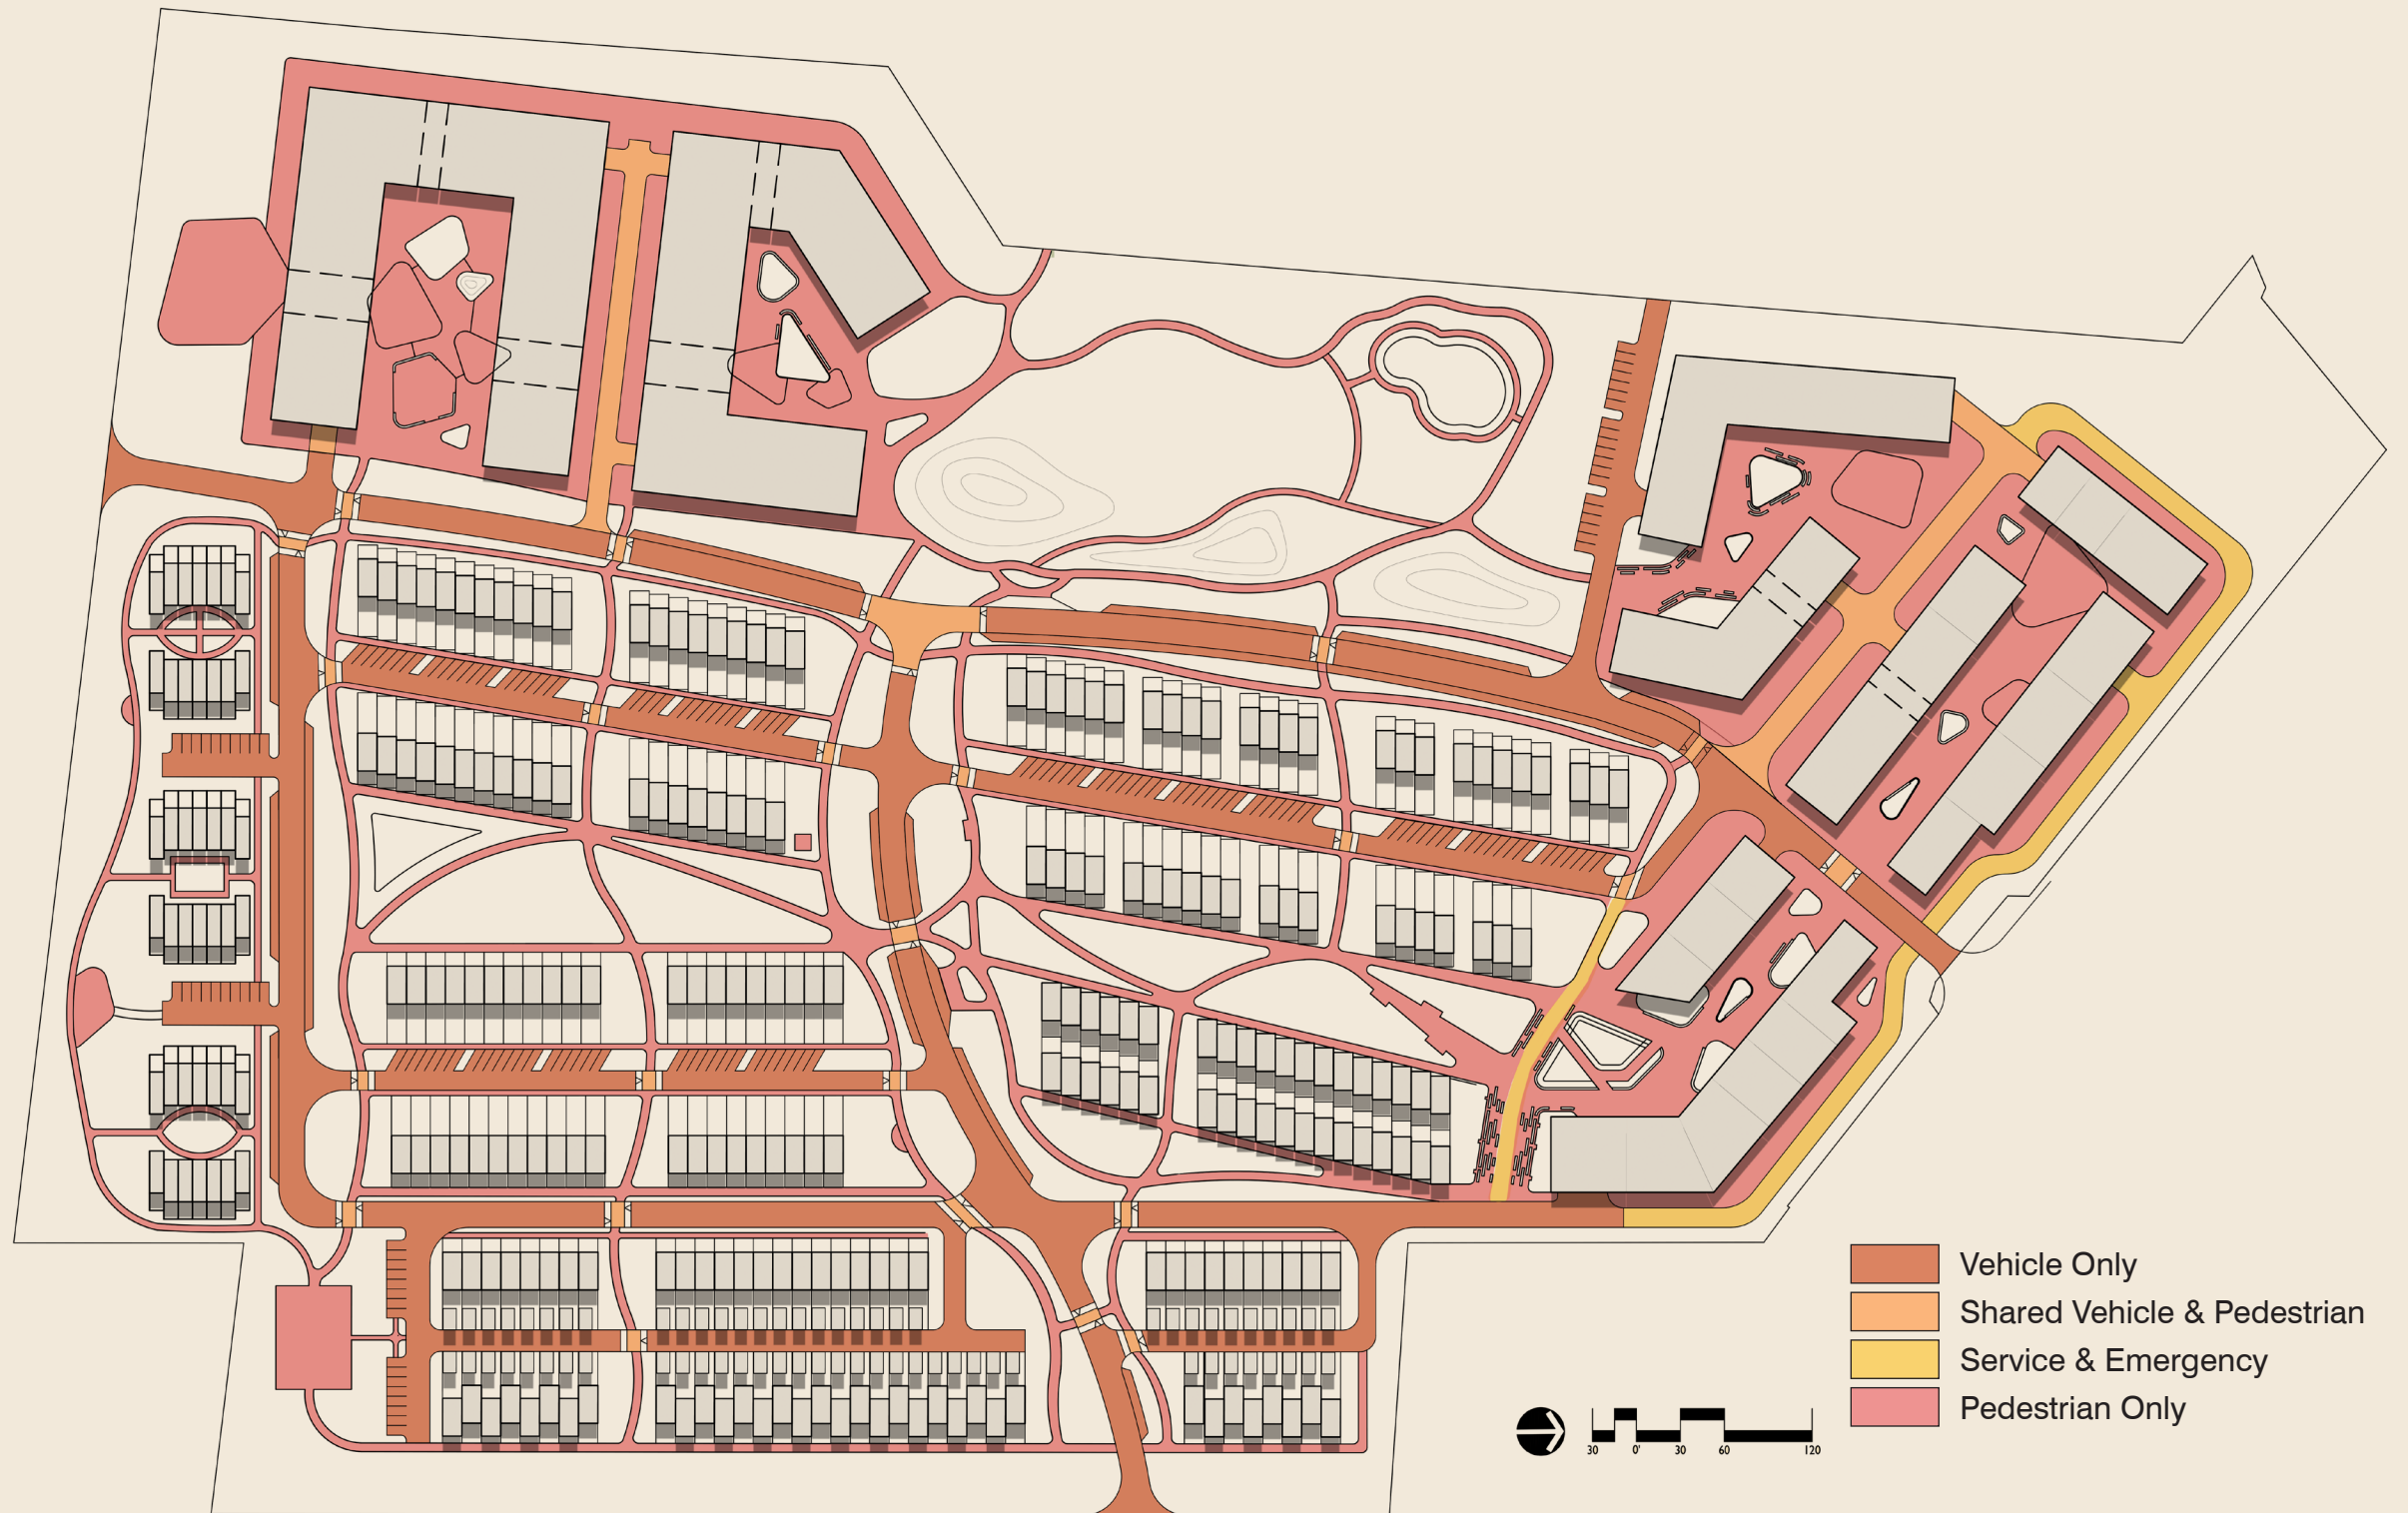 Vehicle Only
Shared Vehicle & Pedestrian
Service & Emergency
Pedestrian Only
30 0' 30 60 120